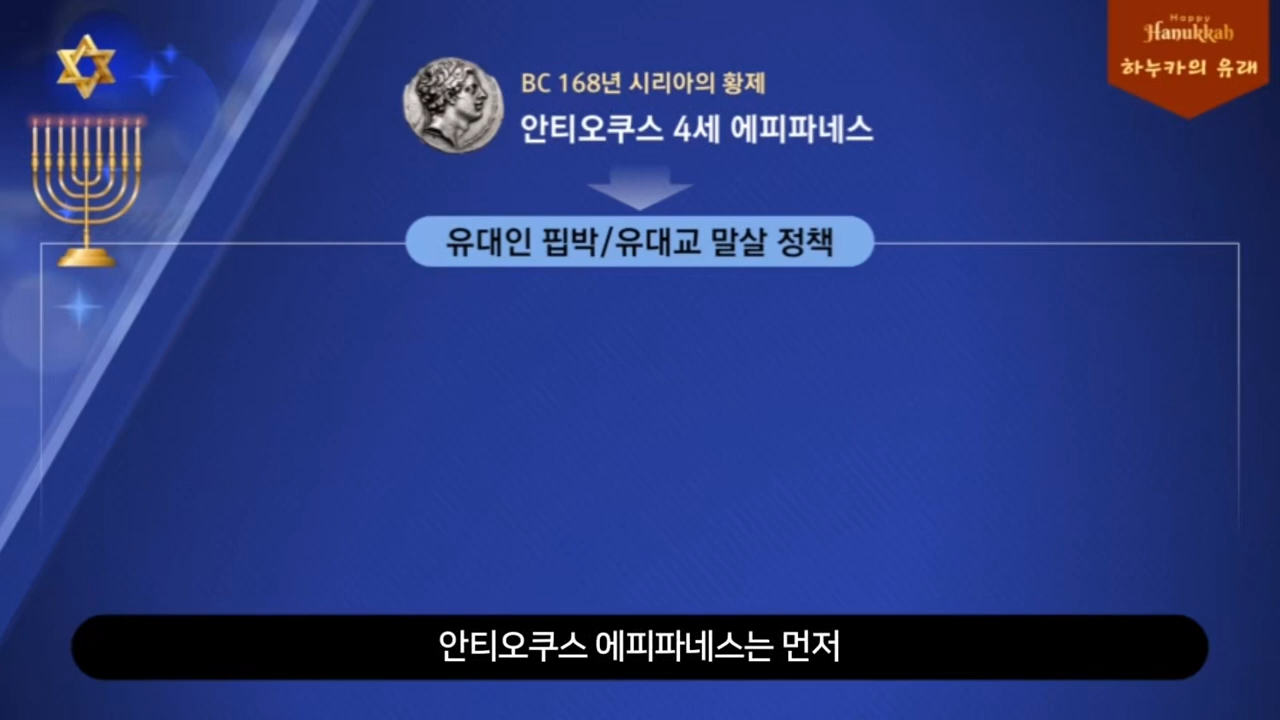 Happy
Hanukkah
하누카의 유래
BC 168년 시리아의 황제
안티오쿠스 4세 에피파네스
유대인 핍박/유대교 말살 정책
안티오쿠스 에피파네스는 먼저